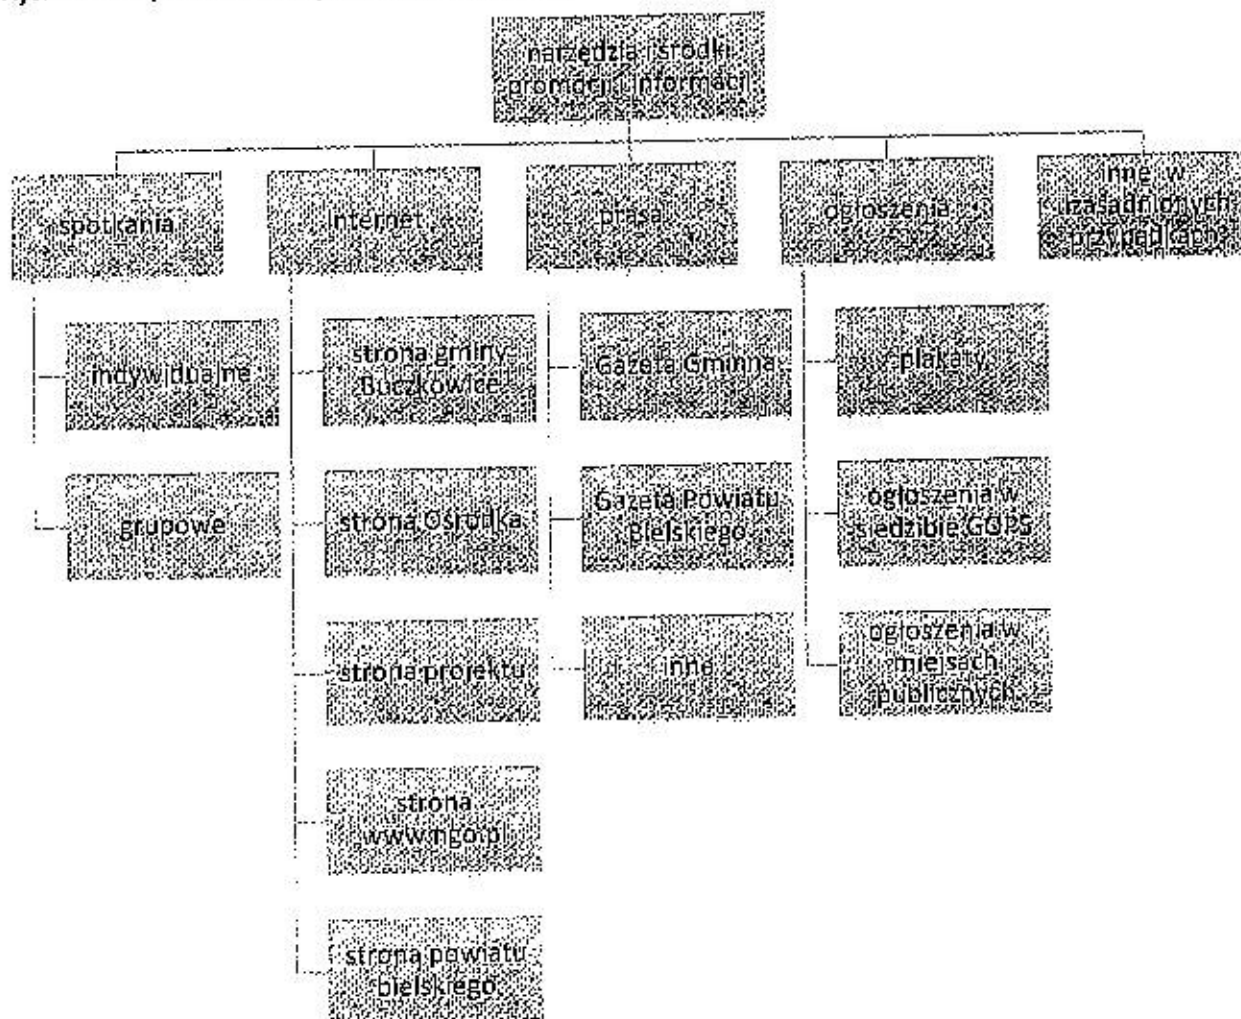 narzędzia i środki
promocji i informacji
spotkania
Internet
prasa
ogłoszenia
inne w
uzasadnionych
przypadkach
indywidualne
strona gminy
Buczkowice
Gazeta Gminna
plakaty
grupowe
strona Ośrodka
Gazeta Powiatu
Bielskiego
ogłoszenia w
siedzibie GOPS
strona projektu
inne
ogłoszenia w
miejsach
publicznych
strona
www.ngo.pl
strona powiatu
bielskiego